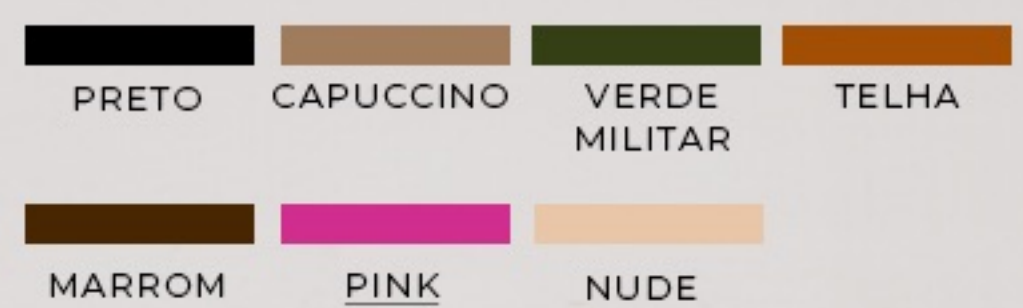 PRETO
CAPUCCINO
VERDE
MILITAR
TELHA
MARROM
PINK
NUDE